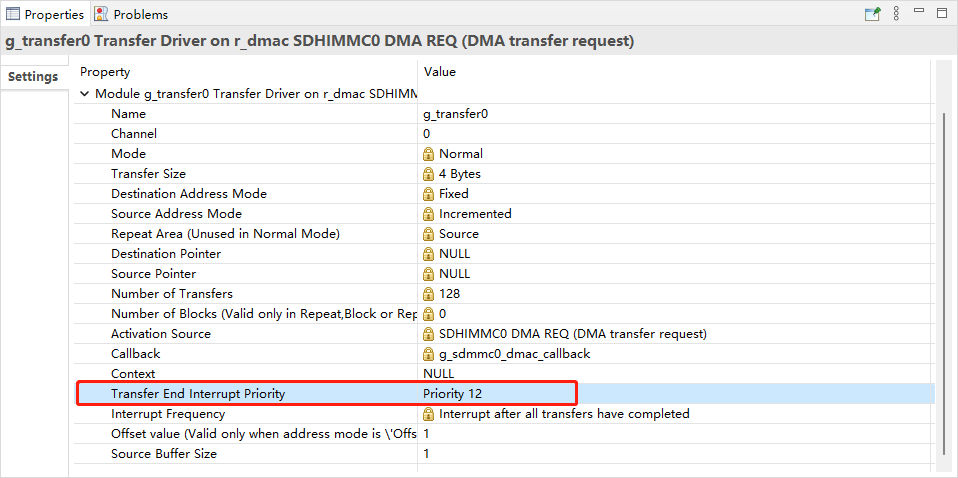 Properties Problems
g_transfer0 Transfer Driver on r_dmac SDHIMMC0 DMA REQ (DMA transfer request)
Settings
Property Value
Module g_transfer0 Transfer Driver on r_dmac SDHIMM
Name g_transfer0
Channel 0
Mode Normal
Transfer Size 4 Bytes
Destination Address Mode Fixed
Source Address Mode Incremented
Repeat Area (Unused in Normal Mode) Source
Destination Pointer NULL
Source Pointer NULL
Number of Transfers 128
Number of Blocks (Valid only in Repeat,Block or Rep 0
Activation Source SDHIMMC0 DMA REQ (DMA transfer request)
Callback g_sdmmc0_dmac_callback
Context NULL
Transfer End Interrupt Priority Priority 12
Interrupt Frequency Interrupt after all transfers have completed
Offset value (Valid only when address mode is \'Offs 1
Source Buffer Size 1